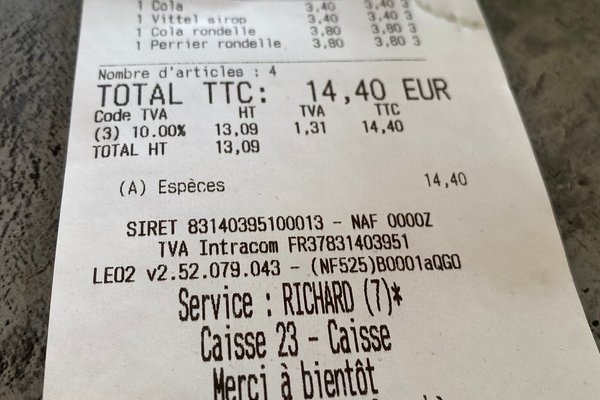 1 Cola 3,40 3,40 3
1 Vittel sirop 3,40 3,40 3
1 Cola rondelle 3,80 3,80 3
1 Perrier rondelle 3,80 3,80 3
Nombre d'articles : 4
TOTAL TTC: 14,40 EUR
Code TVA HT TVA TTC
(3) 10.00% 13,09 1,31 14,40
TOTAL HT 13,09
(A) Espèces 14,40
SIRET 83140395100013 - NAF 0000Z
TVA Intracom FR37831403951
LEO2 v2.52.079.043 - (NF525)B0001aQGO
Service : RICHARD (7)*
Caisse 23 - Caisse
Merci à bientôt